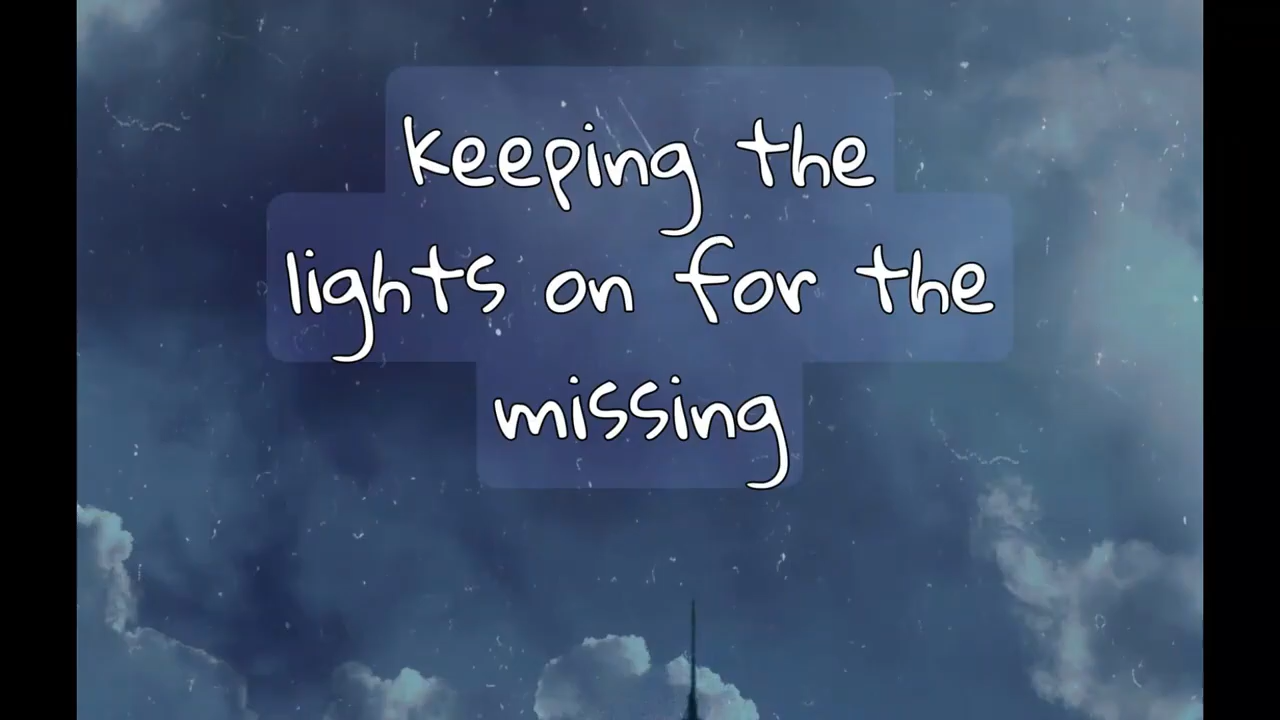 keeping the
lights on for the
missing